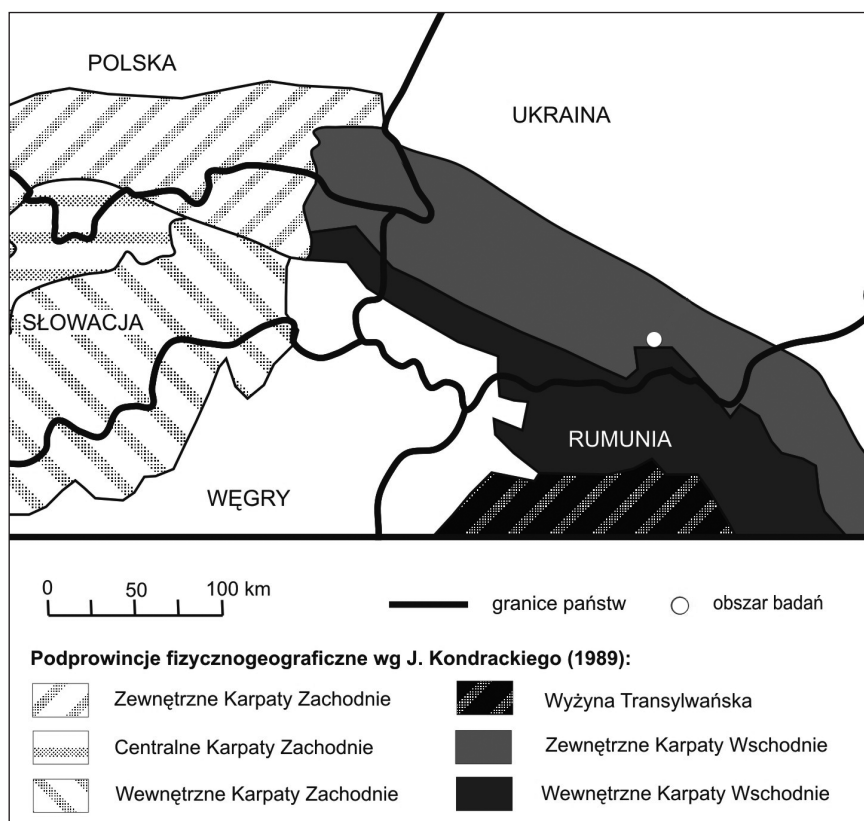 POLSKA
UKRAINA
SŁOWACJA
RUMUNIA
WĘGRY
0 50 100 km
granice państw
obszar badań
Podprowincje fizycznogeograficzne wg J. Kondrackiego (1989):
Zewnętrzne Karpaty Zachodnie
Wyżyna Transylwańska
Centralne Karpaty Zachodnie
Zewnętrzne Karpaty Wschodnie
Wewnętrzne Karpaty Zachodnie
Wewnętrzne Karpaty Wschodnie